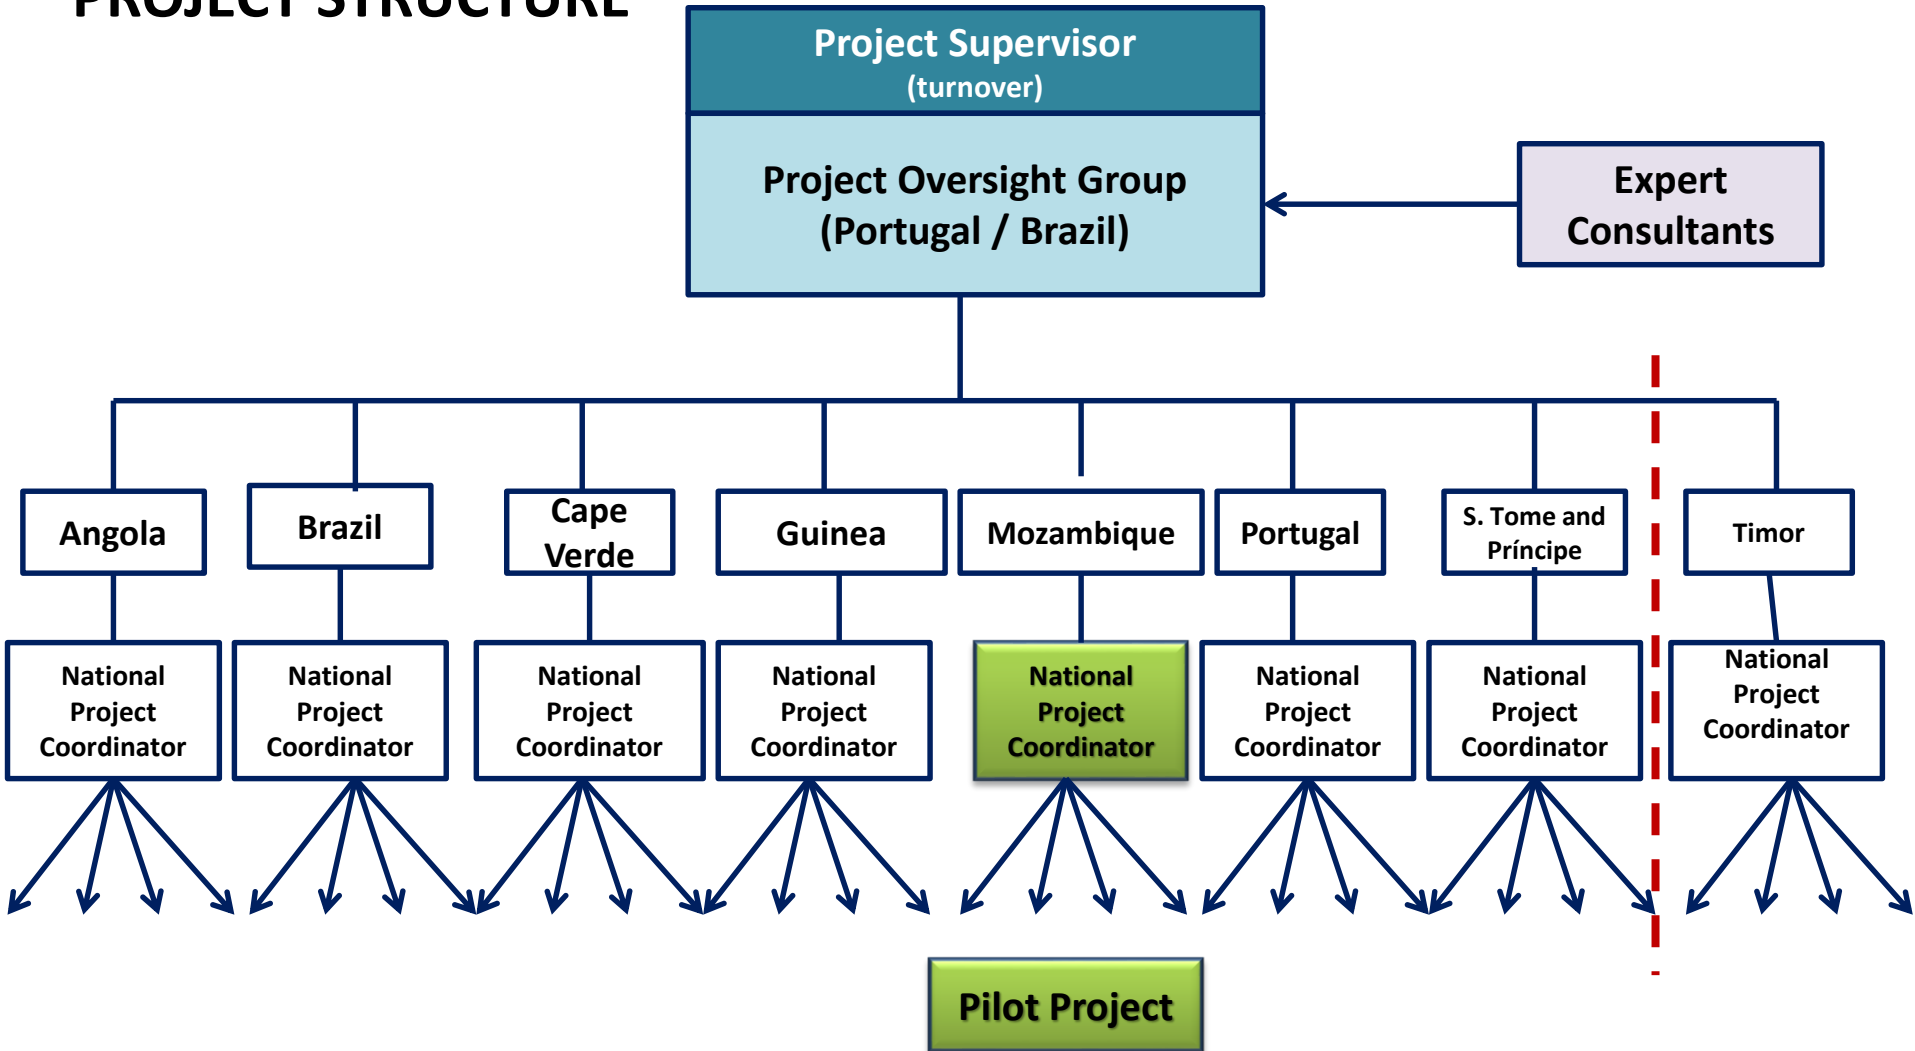 PROJECT STRUCTURE
Project Supervisor
(turnover)
Project Oversight Group
(Portugal / Brazil)
Expert
Consultants
Angola
Brazil
Cape
Verde
Guinea
Mozambique
Portugal
S. Tome and
Príncipe
Timor
National
Project
Coordinator
National
Project
Coordinator
National
Project
Coordinator
National
Project
Coordinator
National
Project
Coordinator
National
Project
Coordinator
National
Project
Coordinator
National
Project
Coordinator
Pilot Project